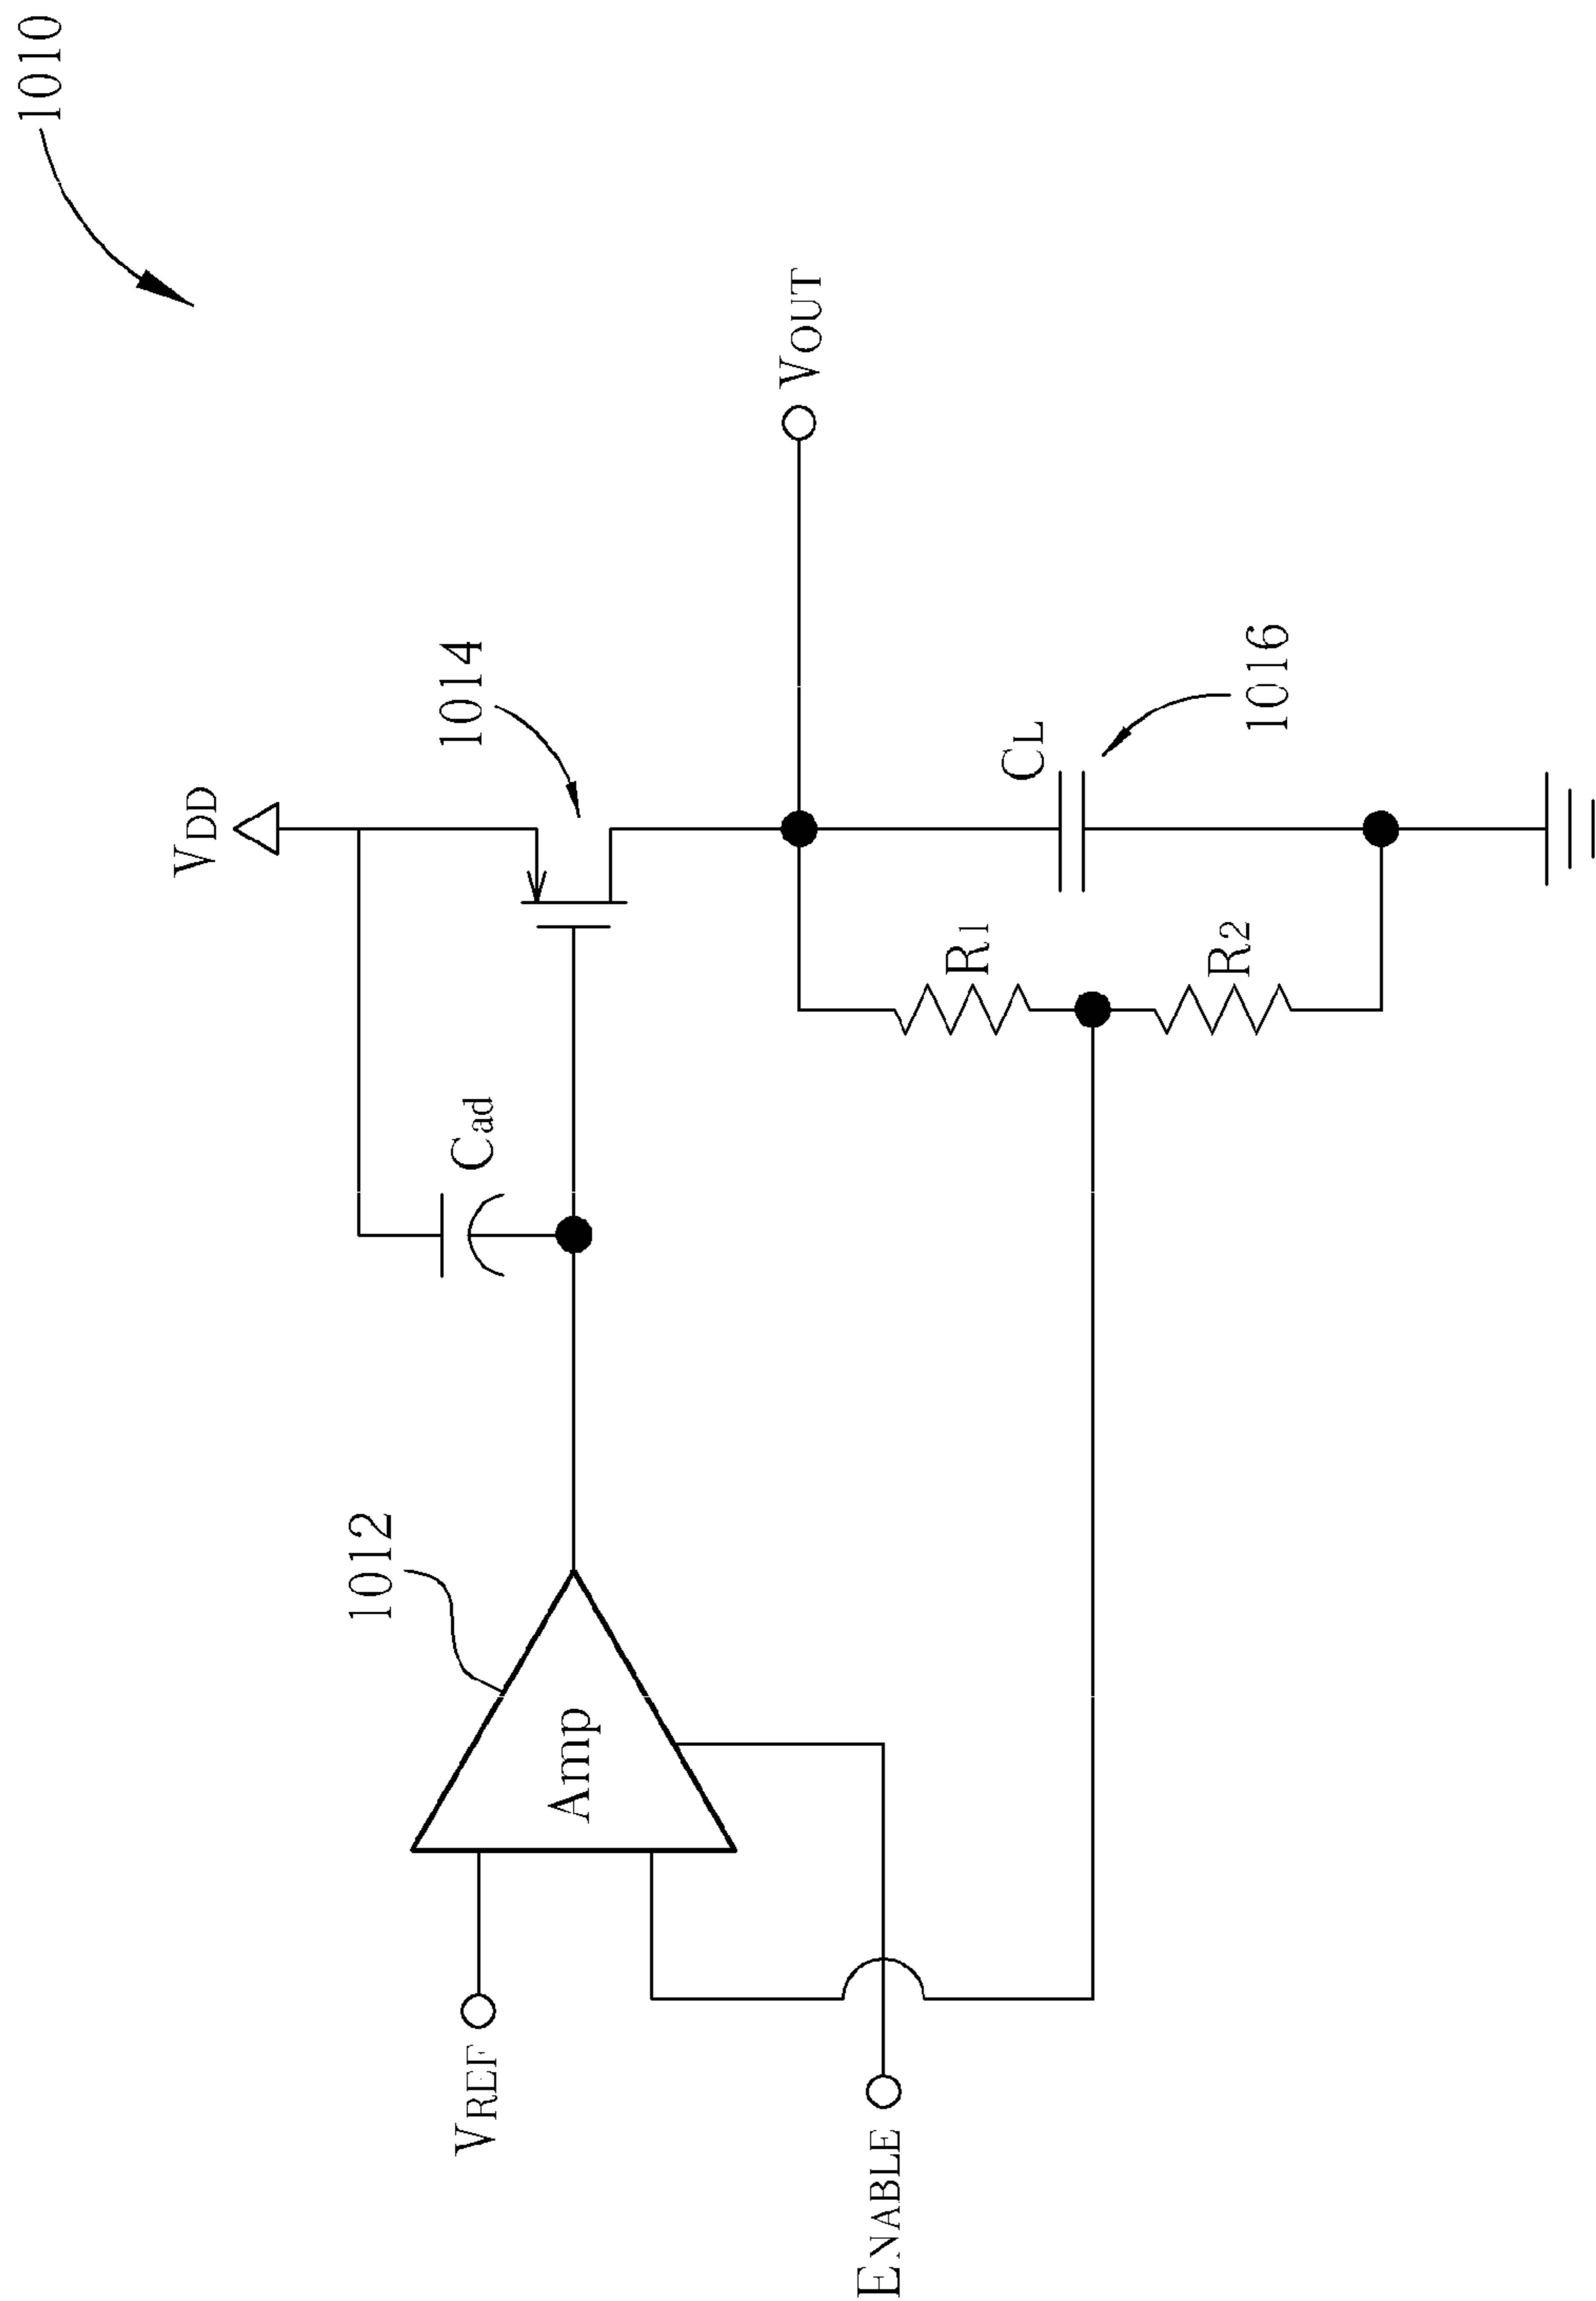 1010
VDD
1014
VOUT
1012
Cad
Amp
VREF
R1
CL
R2
1016
ENABLE